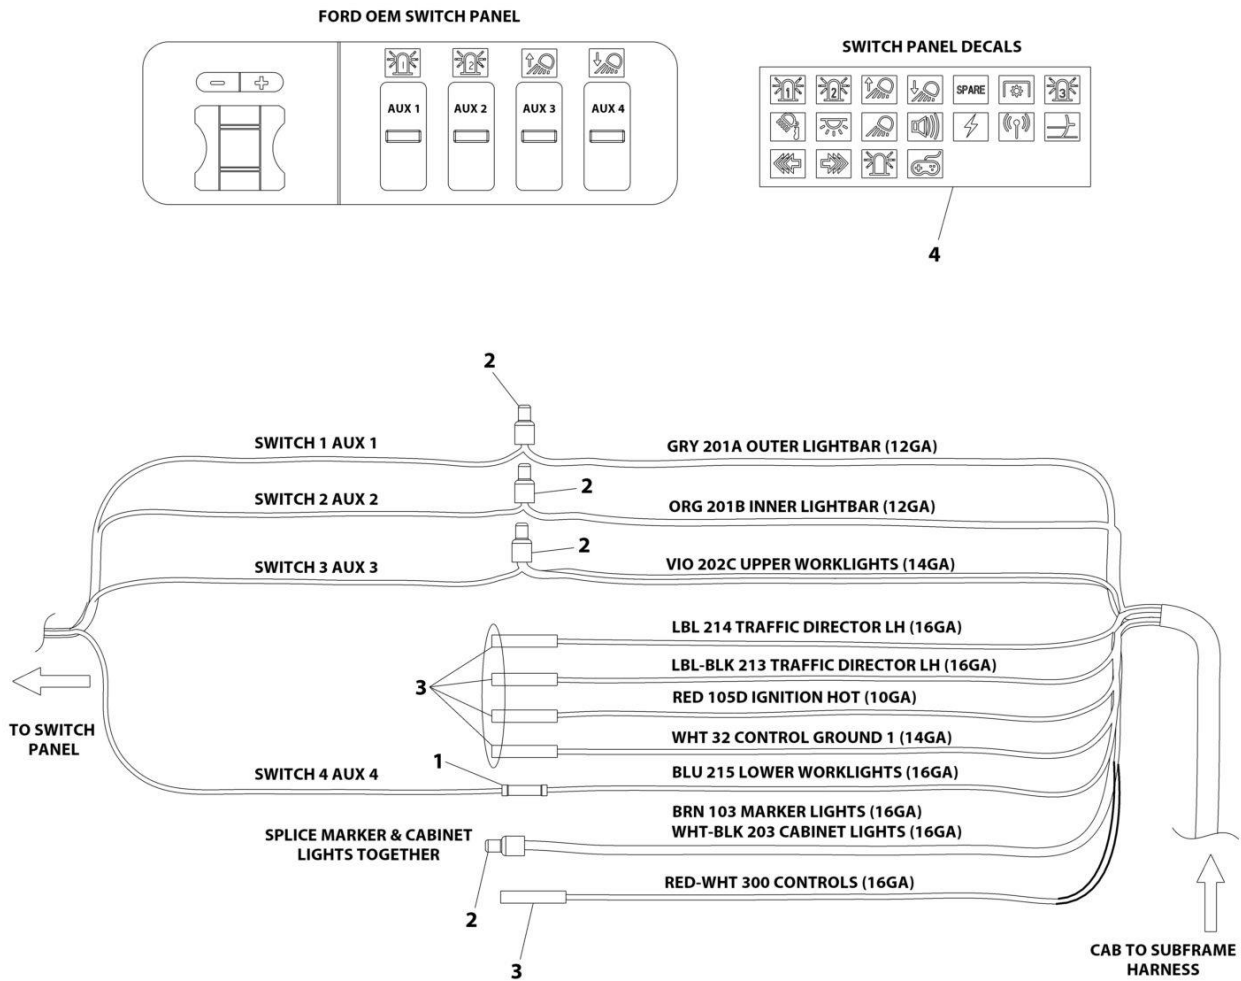 FORD OEM SWITCH PANEL
SWITCH PANEL DECALS
1
2
AUX 1
AUX 2
AUX 3
AUX 4
1
2
SPARE
3
4
2
SWITCH 1 AUX 1
GRY 201A OUTER LIGHTBAR (12GA)
2
SWITCH 2 AUX 2
ORG 201B INNER LIGHTBAR (12GA)
2
SWITCH 3 AUX 3
VIO 202C UPPER WORKLIGHTS (14GA)
LBL 214 TRAFFIC DIRECTOR LH (16GA)
LBL-BLK 213 TRAFFIC DIRECTOR LH (16GA)
3
RED 105D IGNITION HOT (10GA)
TO SWITCH
PANEL
WHT 32 CONTROL GROUND 1 (14GA)
1
SWITCH 4 AUX 4
BLU 215 LOWER WORKLIGHTS (16GA)
BRN 103 MARKER LIGHTS (16GA)
WHT-BLK 203 CABINET LIGHTS (16GA)
SPLICE MARKER & CABINET
LIGHTS TOGETHER
RED-WHT 300 CONTROLS (16GA)
2
3
CAB TO SUBFRAME
HARNESS